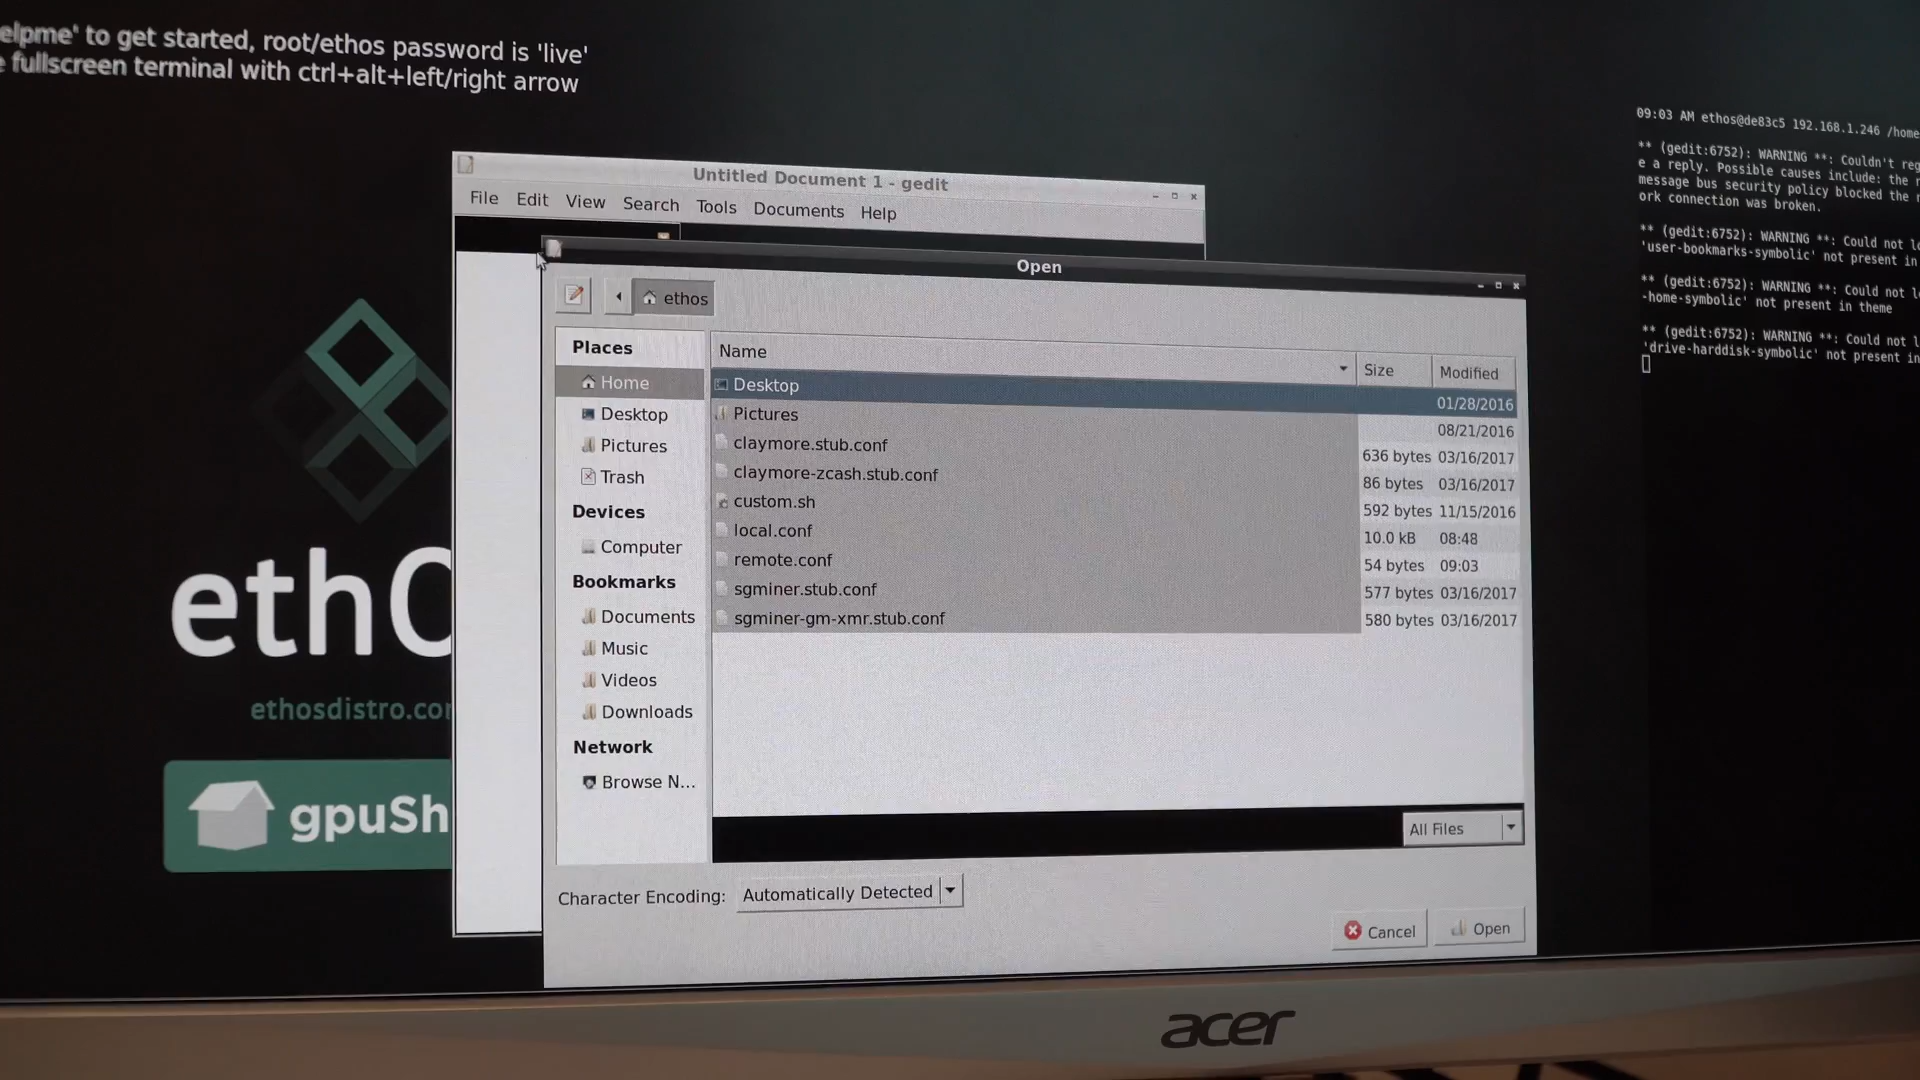 elpme' to get started, root/ethos password is 'live'
fullscreen terminal with ctrl+alt+left/right arrow
09:03 AM ethos@de83c5 192.168.1.246 /home
** (gedit:6752): WARNING **: Couldn't reg
e a reply. Possible causes include: the r
message bus security policy blocked the r
ork connection was broken.
** (gedit:6752): WARNING **: Could not l
'user-bookmarks-symbolic' not present in
** (gedit:6752): WARNING **: Could not l
-home-symbolic' not present in theme
** (gedit:6752): WARNING **: Could not l
'drive-harddisk-symbolic' not present in
Untitled Document 1 - gedit
File Edit View Search Tools Documents Help
Open
ethos
Places
Home
Desktop
Pictures
Trash
Devices
Computer
Bookmarks
Documents
Music
Videos
Downloads
Network
Browse N...
Name Size Modified
Desktop 01/28/2016
Pictures 08/21/2016
claymore.stub.conf 636 bytes 03/16/2017
claymore-zcash.stub.conf 86 bytes 03/16/2017
custom.sh 592 bytes 11/15/2016
local.conf 10.0 kB 08:48
remote.conf 54 bytes 09:03
sgminer.stub.conf 577 bytes 03/16/2017
sgminer-gm-xmr.stub.conf 580 bytes 03/16/2017
All Files
Character Encoding: Automatically Detected
Cancel Open
ethO
ethosdistro.co
gpuSh
acer